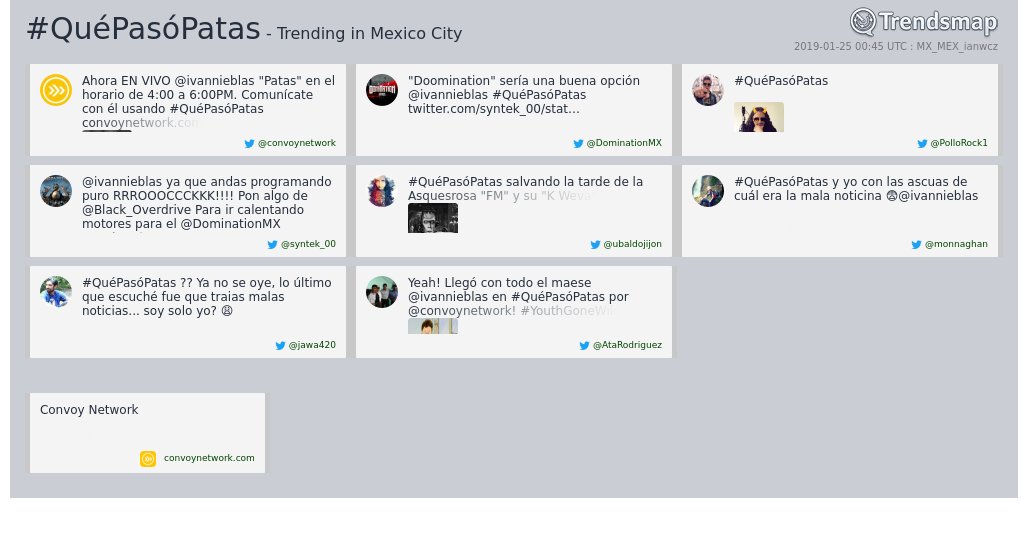 #QuéPasóPatas - Trending in Mexico City
Trendsmap
2019-01-25 00:45 UTC : MX_MEX_ianwcz
Ahora EN VIVO @ivannieblas "Patas" en el
horario de 4:00 a 6:00PM. Comunícate
con él usando #QuéPasóPatas
convoynetwork.com
@convoynetwork
"Doomination" sería una buena opción
@ivannieblas #QuéPasóPatas
twitter.com/syntek_00/stat…
@DominationMX
#QuéPasóPatas
@PolloRock1
@ivannieblas ya que andas programando
puro RRROOOCCCKKK!!!! Pon algo de
@Black_Overdrive Para ir calentando
motores para el @DominationMX
@syntek_00
#QuéPasóPatas salvando la tarde de la
Asquesrosa "FM" y su "K Weva
@ubaldojijon
#QuéPasóPatas y yo con las ascuas de
cuál era la mala noticina 😨@ivannieblas
@monnaghan
#QuéPasóPatas ?? Ya no se oye, lo último
que escuché fue que traias malas
noticias... soy solo yo? 😩
@jawa420
Yeah! Llegó con todo el maese
@ivannieblas en #QuéPasóPatas por
@convoynetwork! #YouthGoneWild
@AtaRodriguez
Convoy Network
convoynetwork.com